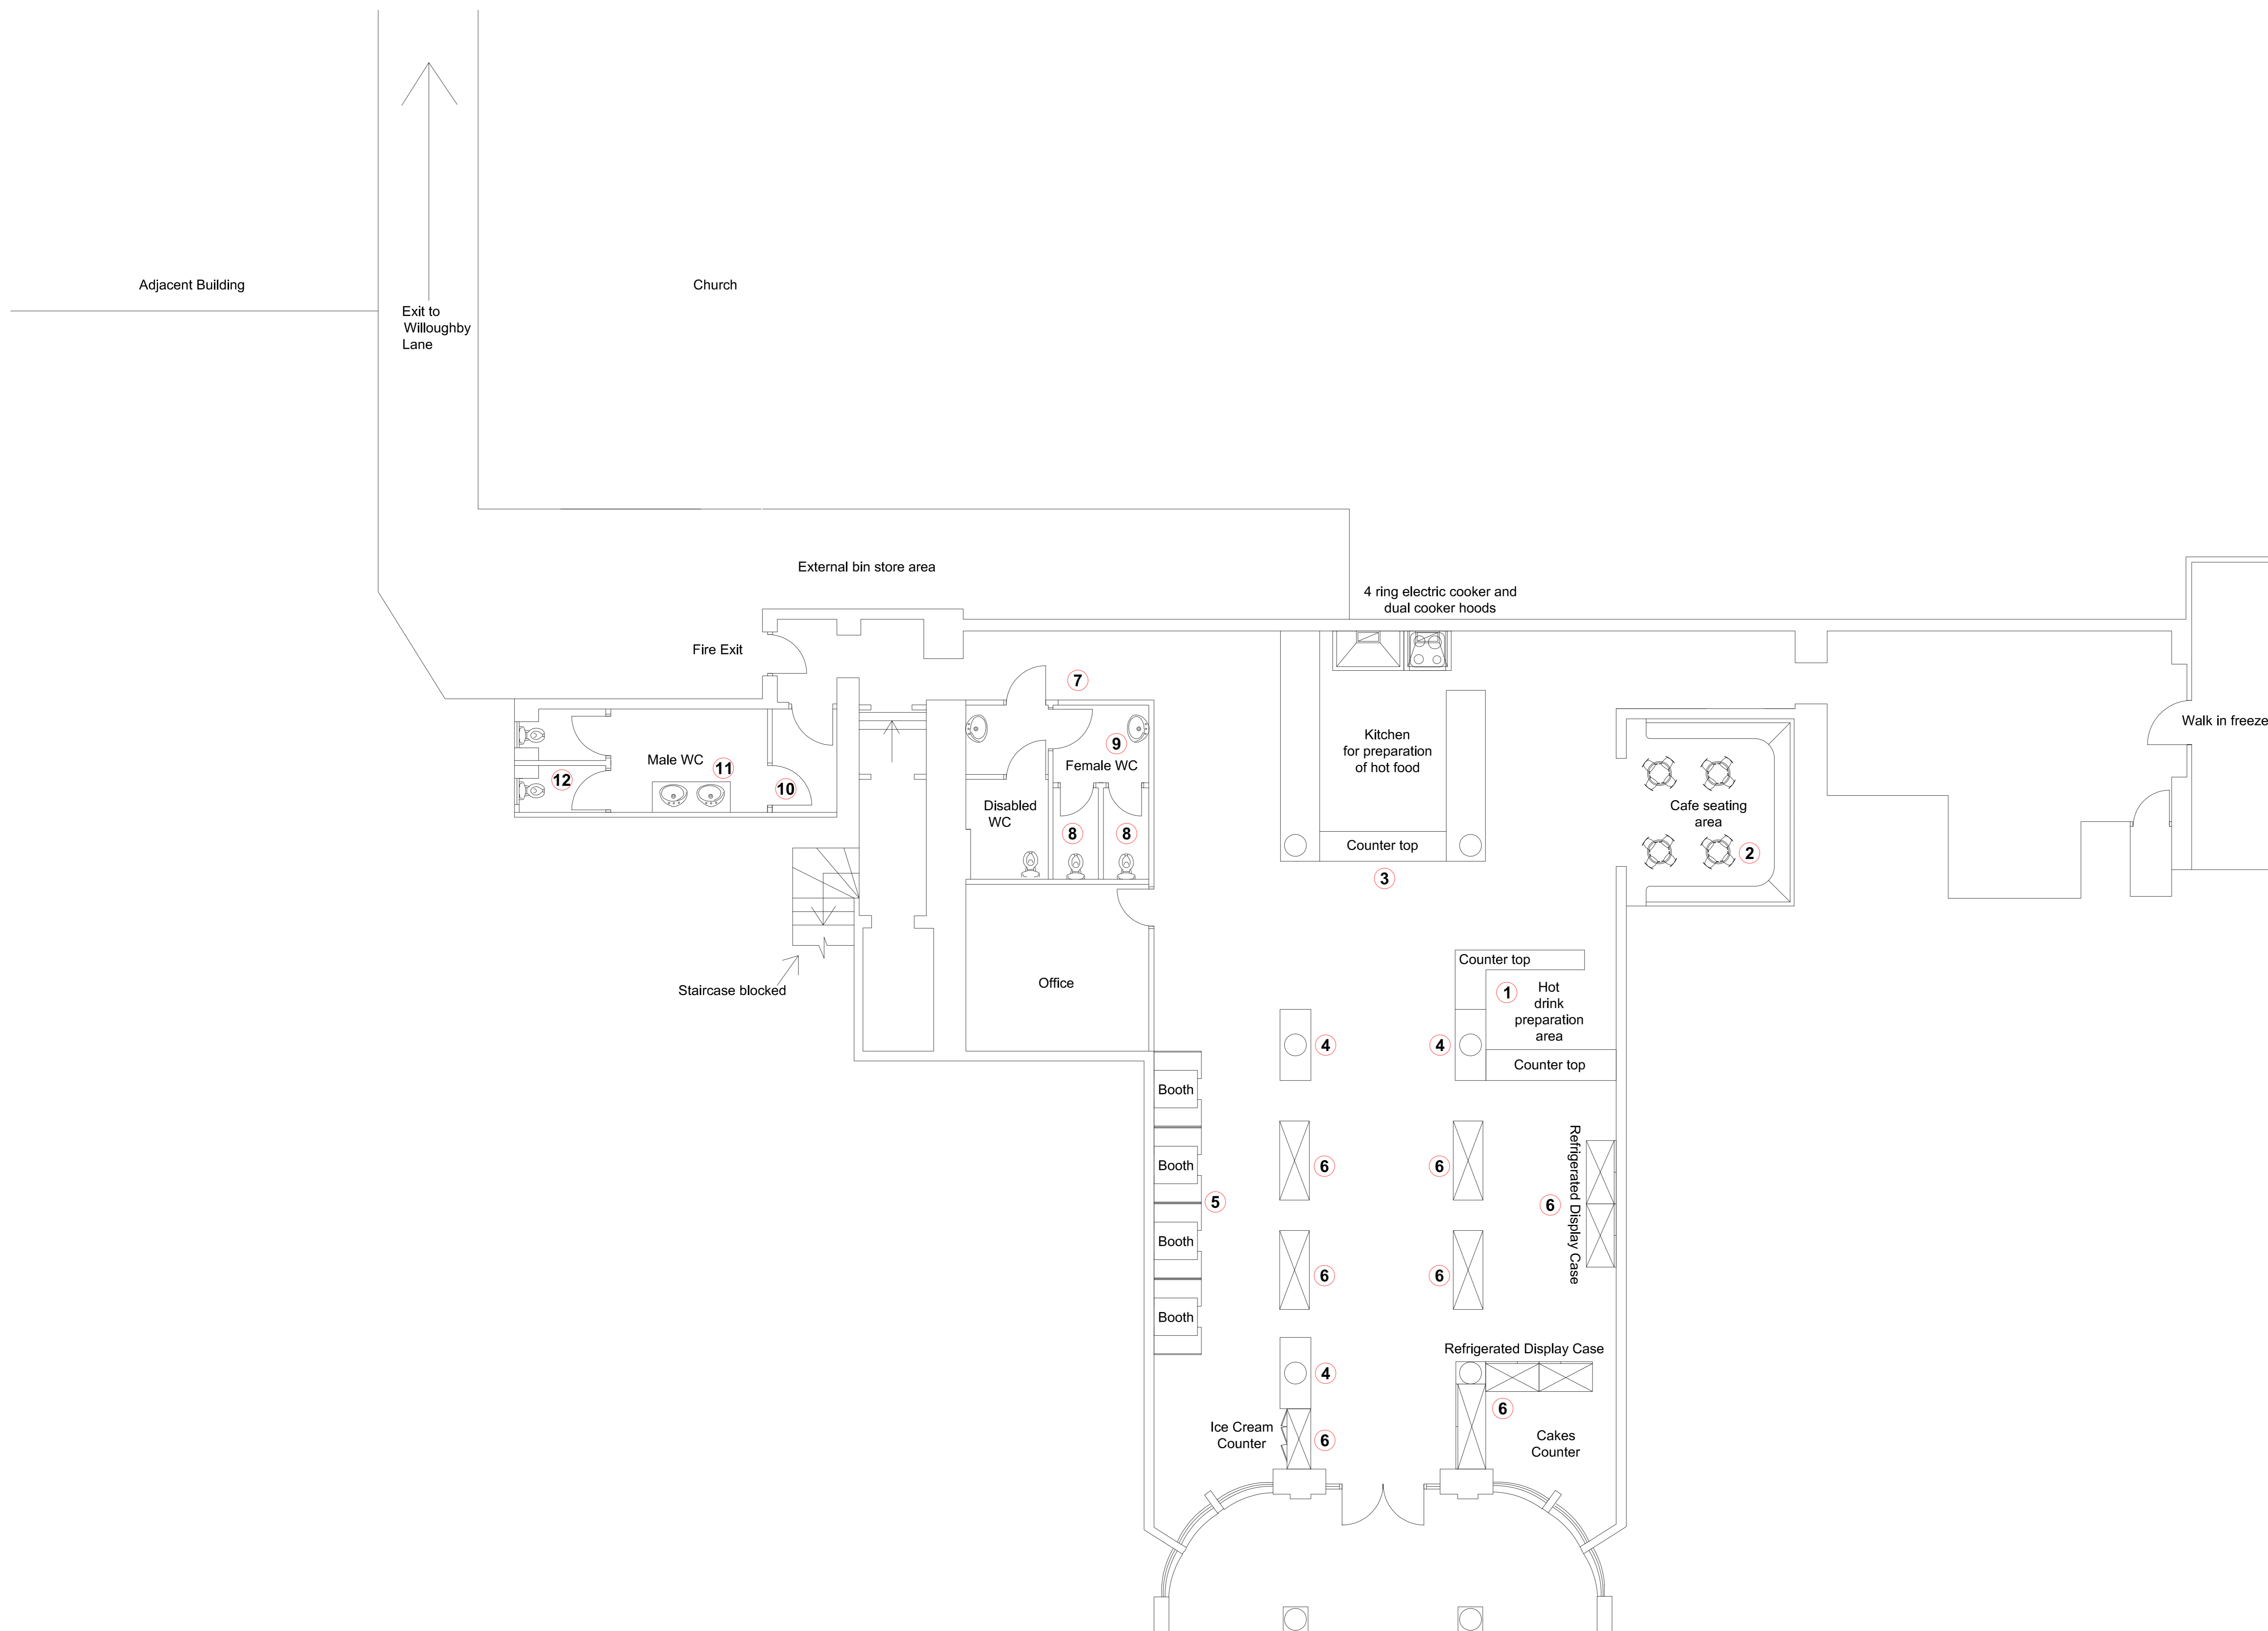 Adjacent Building
Church
Exit to
Willoughby
Lane
External bin store area
4 ring electric cooker and
dual cooker hoods
Fire Exit
7
Walk in freeze
Kitchen
for preparation
of hot food
9
Female WC
Male WC
11
12
10
Disabled
WC
8
8
Cafe seating
area
2
Counter top
3
Counter top
Office
Staircase blocked
1
Hot
drink
preparation
area
4
4
Counter top
Booth
Booth
Booth
Booth
5
6
6
6
6
6
Refrigerated Display Case
Refrigerated Display Case
4
6
Ice Cream
Counter
6
Cakes
Counter